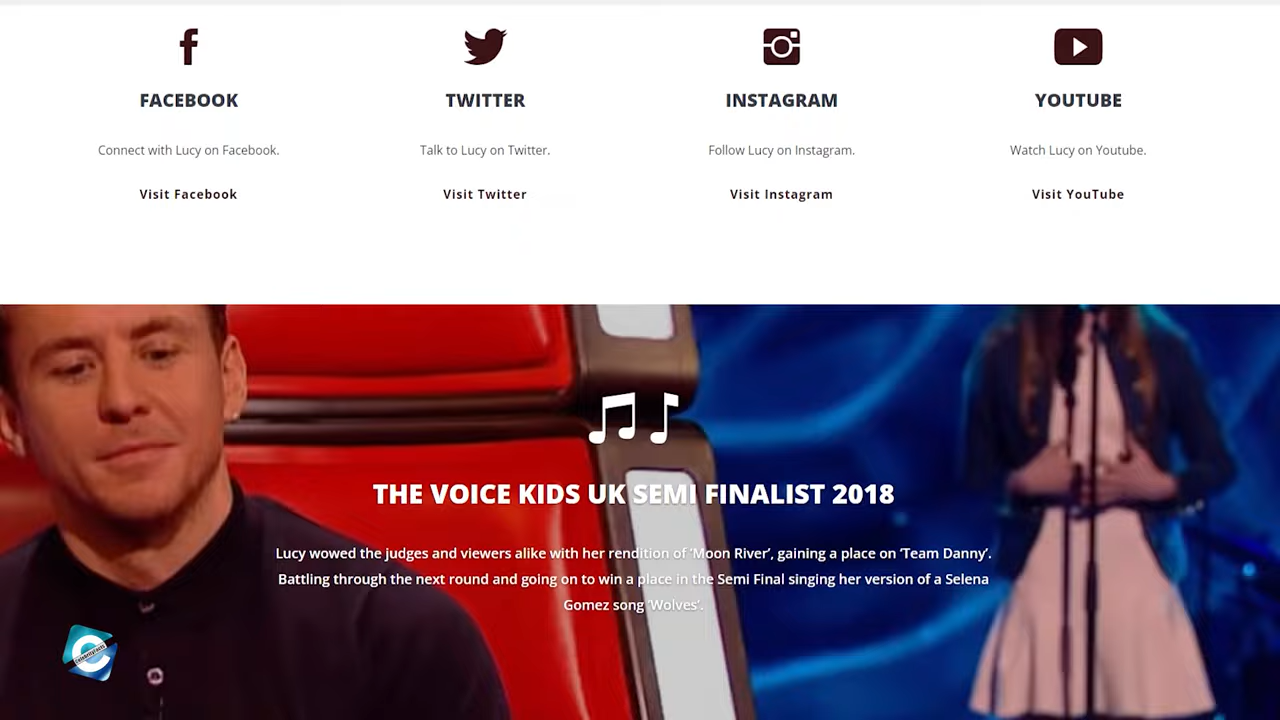 FACEBOOK
TWITTER
INSTAGRAM
YOUTUBE
Connect with Lucy on Facebook.
Talk to Lucy on Twitter.
Follow Lucy on Instagram.
Watch Lucy on Youtube.
Visit Facebook
Visit Twitter
Visit Instagram
Visit YouTube
THE VOICE KIDS UK SEMI FINALIST 2018
Lucy wowed the judges and viewers alike with her rendition of ‘Moon River’, gaining a place on ‘Team Danny’.
Battling through the next round and going on to win a place in the Semi Final singing her version of a Selena
Gomez song ‘Wolves’.